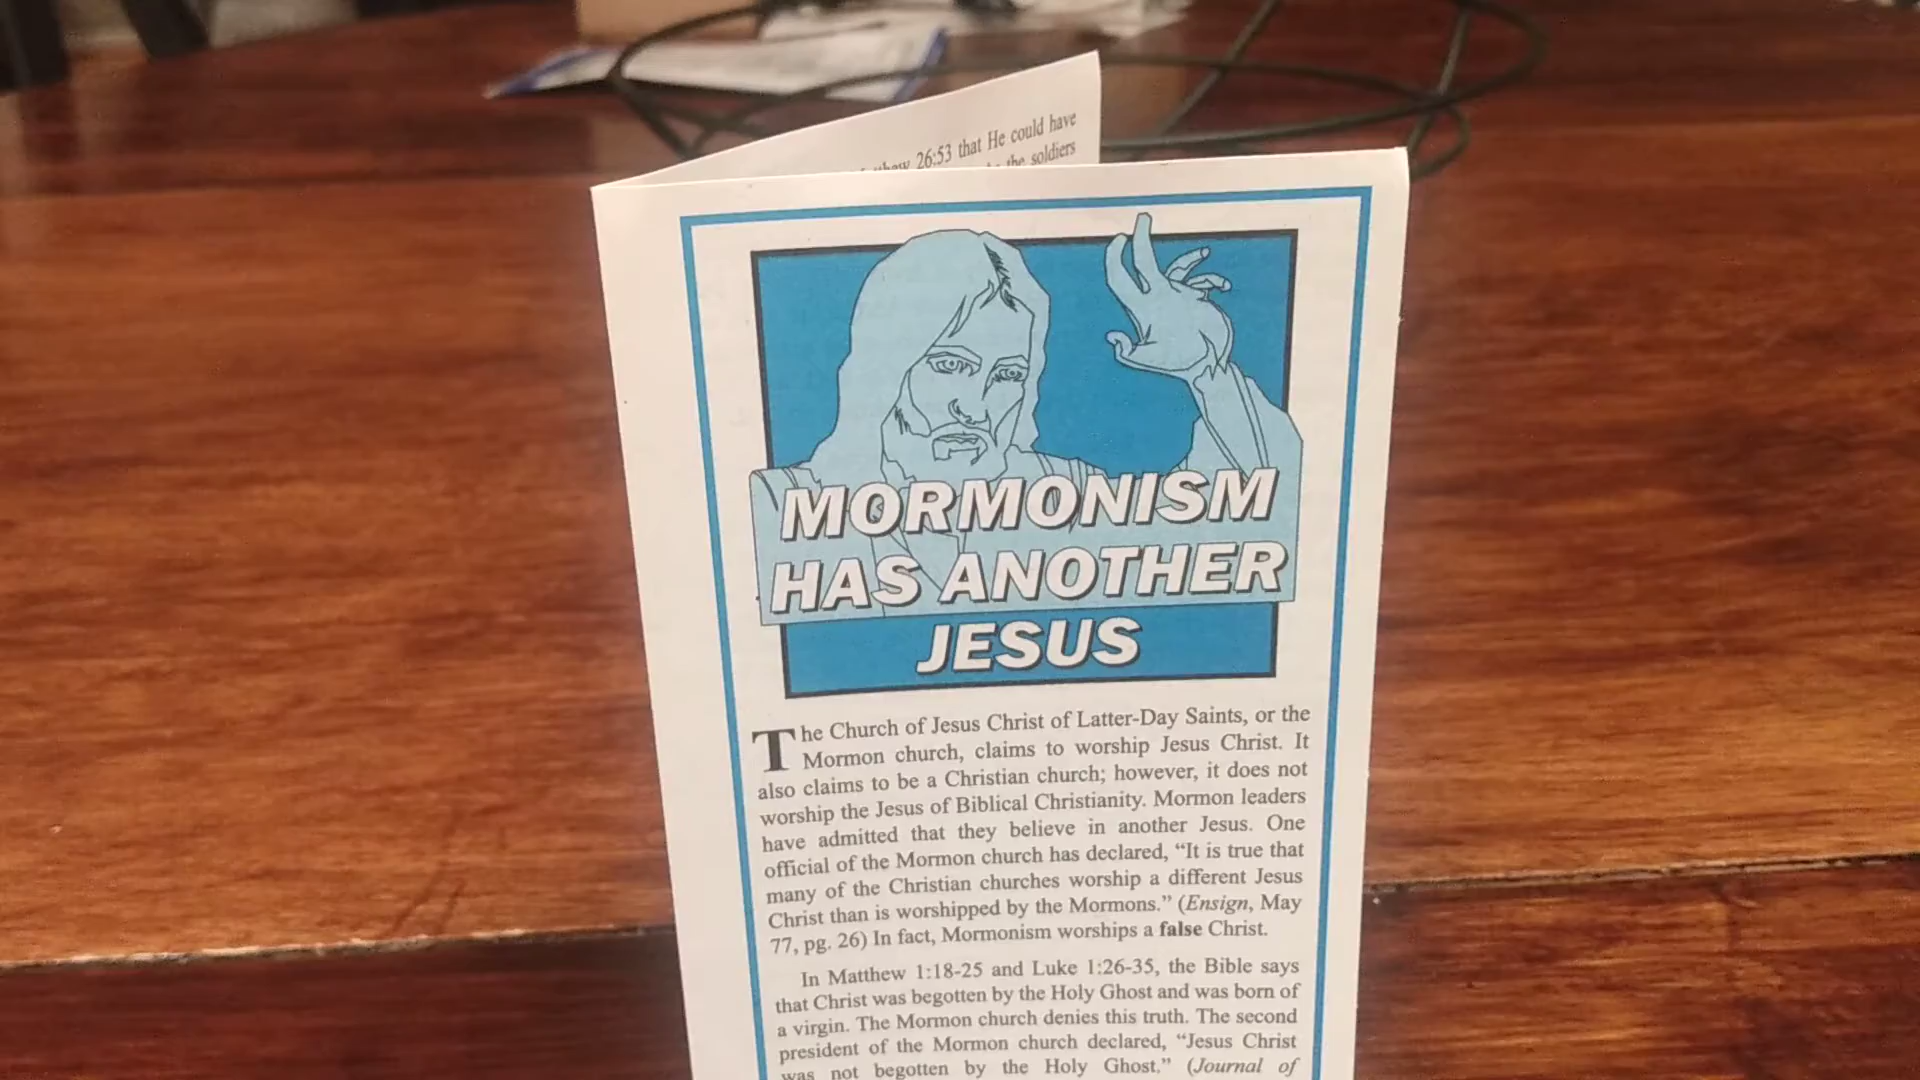 26:53 that He could have
the soldiers
MORMONISM
HAS ANOTHER
JESUS
The Church of Jesus Christ of Latter-Day Saints, or the
Mormon church, claims to worship Jesus Christ. It
also claims to be a Christian church; however, it does not
worship the Jesus of Biblical Christianity. Mormon leaders
have admitted that they believe in another Jesus. One
official of the Mormon church has declared, “It is true that
many of the Christian churches worship a different Jesus
Christ than is worshipped by the Mormons.” (Ensign, May
77, pg. 26) In fact, Mormonism worships a false Christ.
In Matthew 1:18-25 and Luke 1:26-35, the Bible says
that Christ was begotten by the Holy Ghost and was born of
a virgin. The Mormon church denies this truth. The second
president of the Mormon church declared, “Jesus Christ
was not begotten by the Holy Ghost.” (Journal of